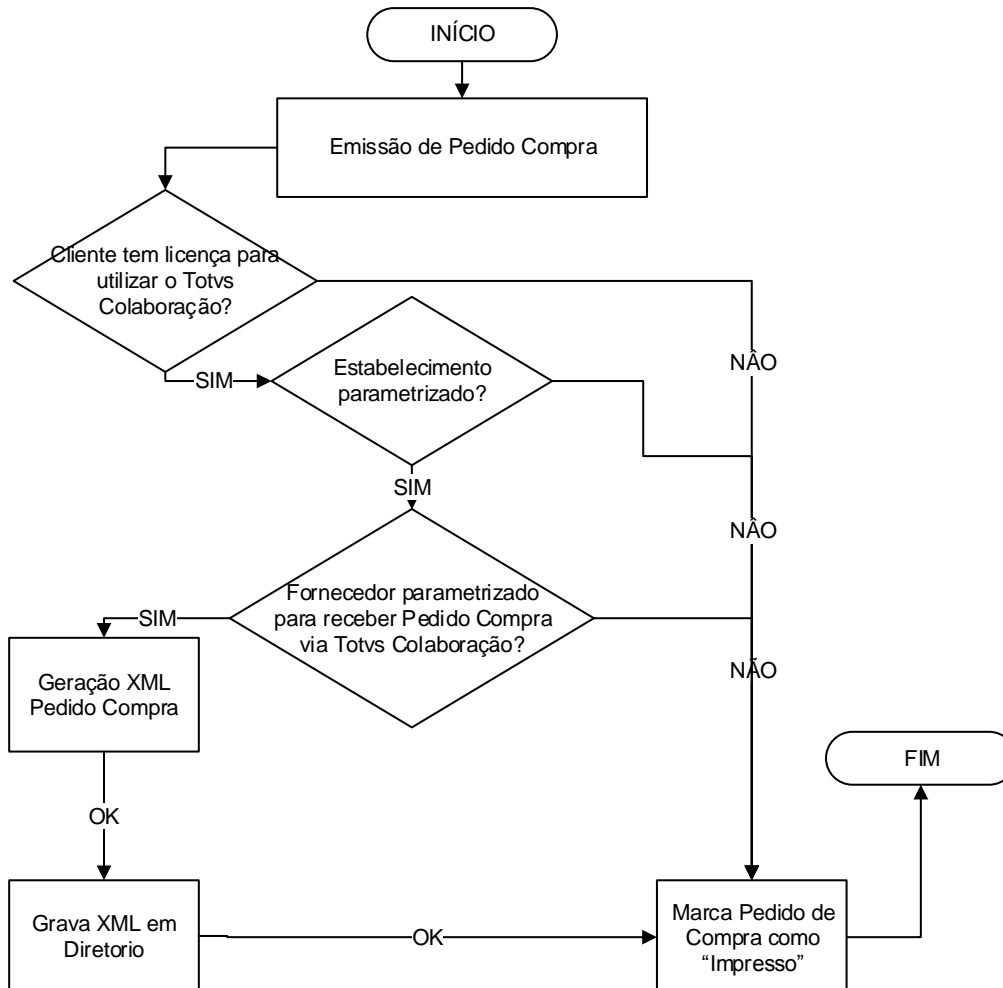 INÍCIO
Emissão de Pedido Compra
Cliente tem licença para
utilizar o Totvs
Colaboração?
NÃO
SIM
Estabelecimento
parametrizado?
SIM
NÃO
Fornecedor parametrizado
para receber Pedido Compra
via Totvs Colaboração?
SIM
NÃO
Geração XML
Pedido Compra
FIM
OK
Grava XML em
Diretorio
OK
Marca Pedido de
Compra como
“Impresso”